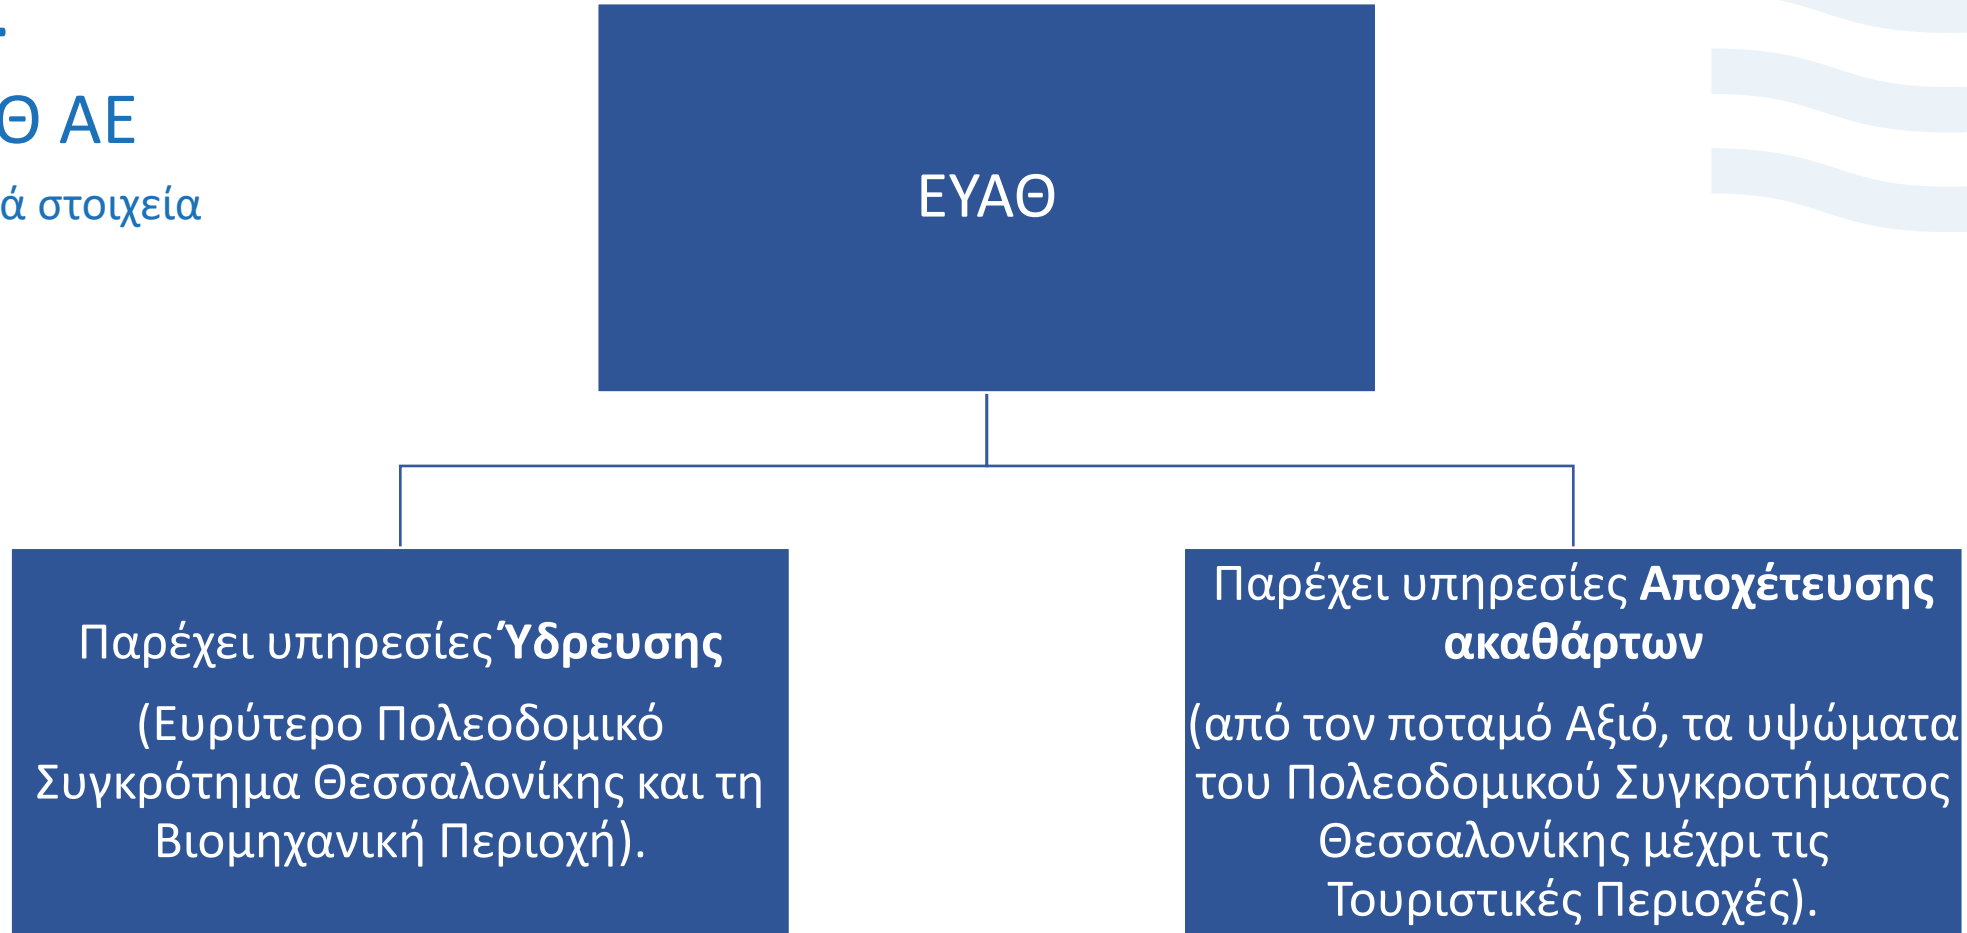 Θ ΑΕ
ά στοιχεία
ΕΥΑΘ
Παρέχει υπηρεσίες Ύδρευσης
(Ευρύτερο Πολεοδομικό
Συγκρότημα Θεσσαλονίκης και τη
Βιομηχανική Περιοχή).
Παρέχει υπηρεσίες Αποχέτευσης
ακαθάρτων
(από τον ποταμό Αξιό, τα υψώματα
του Πολεοδομικού Συγκροτήματος
Θεσσαλονίκης μέχρι τις
Τουριστικές Περιοχές).